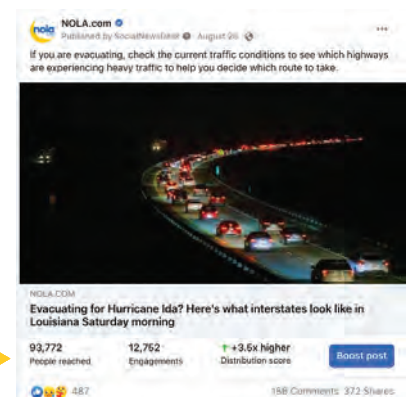 nola
NOLA.com
Published by SocialNewsDesk · August 28 ·
If you are evacuating, check the current traffic conditions to see which highways
are experiencing heavy traffic to help you decide which route to take.
NOLA.COM
Evacuating for Hurricane Ida? Here's what interstates look like in
Louisiana Saturday morning
93,772 12,752 +3.5x higher
People reached Engagements Distribution score Boost post
487 158 Comments 372 Shares